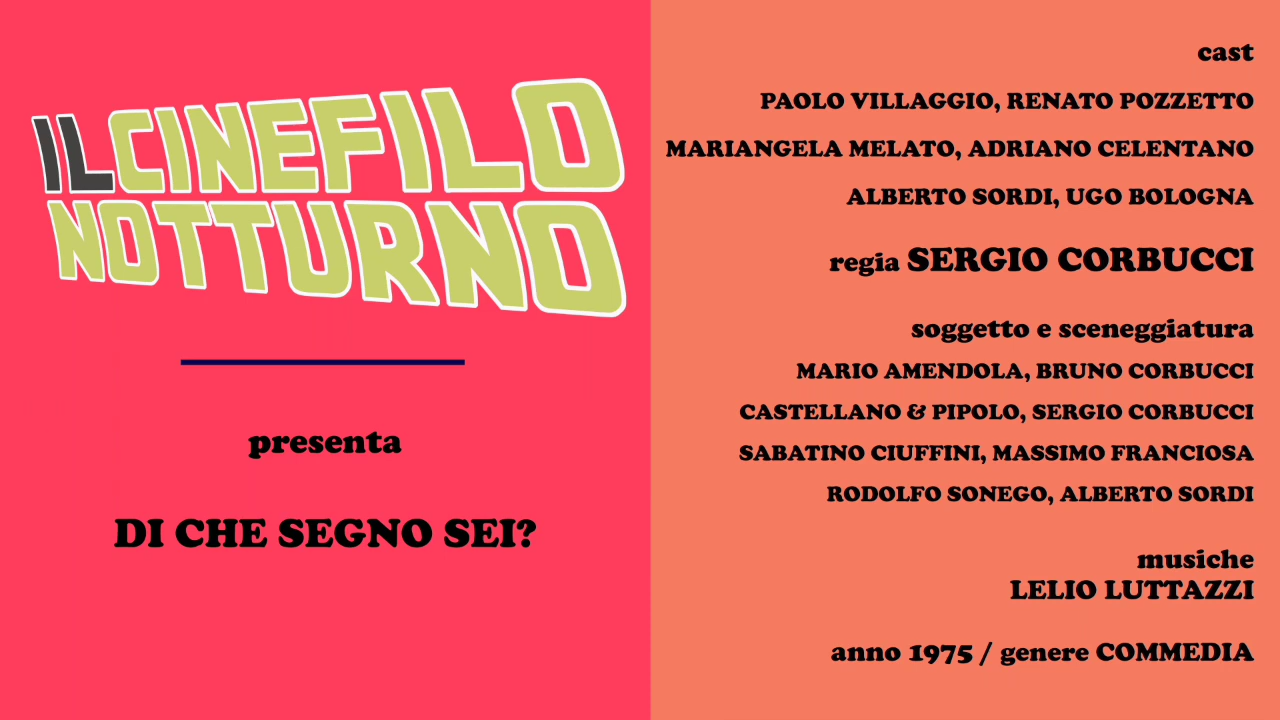 IL CINEFILO
NOTTURNO
presenta
DI CHE SEGNO SEI?
cast
PAOLO VILLAGGIO, RENATO POZZETTO
MARIANGELA MELATO, ADRIANO CELENTANO
ALBERTO SORDI, UGO BOLOGNA
regia SERGIO CORBUCCI
soggetto e sceneggiatura
MARIO AMENDOLA, BRUNO CORBUCCI
CASTELLANO & PIPOLO, SERGIO CORBUCCI
SABATINO CIUFFINI, MASSIMO FRANCIOSA
RODOLFO SONEGO, ALBERTO SORDI
musiche
LELIO LUTTAZZI
anno 1975 / genere COMMEDIA